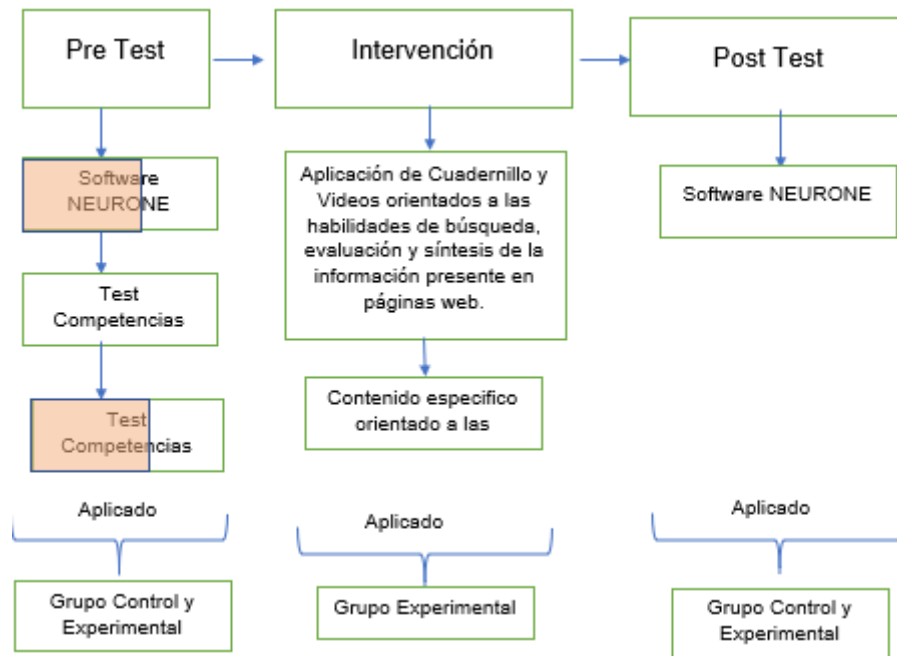 Pre Test
Intervención
Post Test
Software
NEURONE
Test
Competencias
Test
Competencias
Aplicación de Cuadernillo y
Videos orientados a las
habilidades de búsqueda,
evaluación y síntesis de la
información presente en
páginas web.
Contenido especifico
orientado a las
Software NEURONE
Aplicado
Aplicado
Aplicado
Grupo Control y
Experimental
Grupo Experimental
Grupo Control y
Experimental